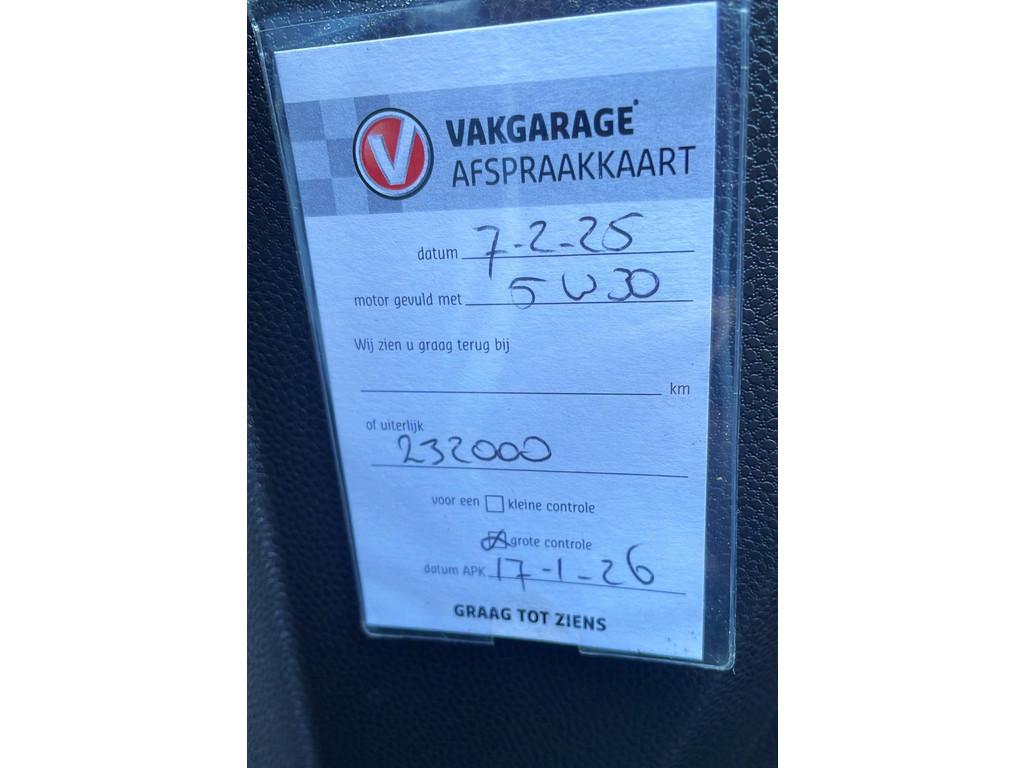 V VAKGARAGE
AFSPRAAKKAART
datum 7-2-25
motor gevuld met 5W30
Wij zien u graag terug bij
km
of uiterlijk
232000
voor een kleine controle
grote controle
datum APK 17-1-26
GRAAG TOT ZIENS